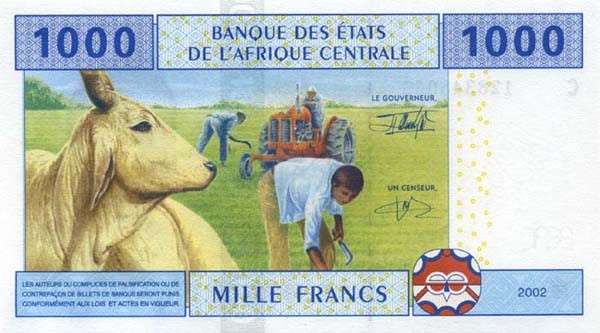 1000
BANQUE DES ÉTATS
DE L'AFRIQUE CENTRALE
1000
LE GOUVERNEUR,
UN CENSEUR,
LES AUTEURS OU COMPLICES DE FALSIFICATION OU DE
CONTREFAÇON DE BILLETS DE BANQUE SERONT PUNIS
CONFORMÉMENT AUX LOIS ET ACTES EN VIGUEUR.
MILLE FRANCS
2002